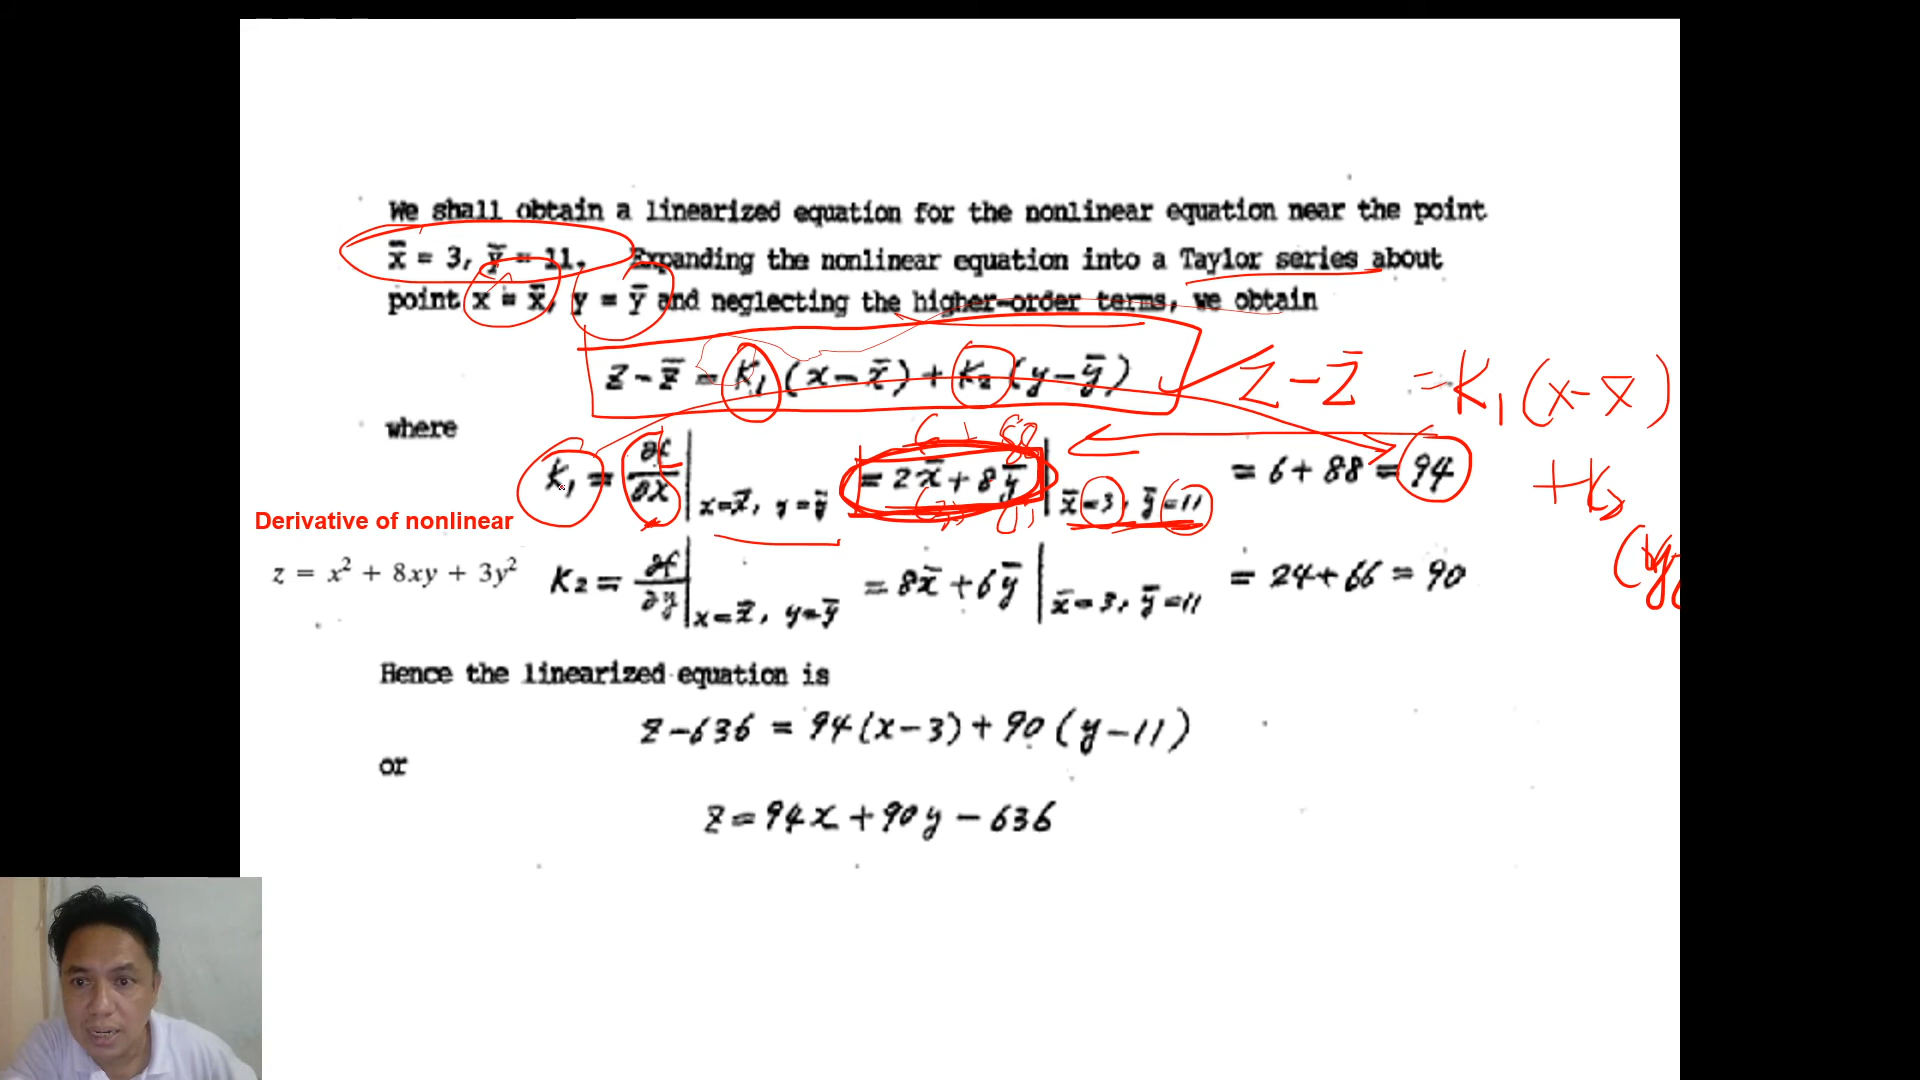 We shall obtain a linearized equation for the nonlinear equation near the point
x̄ = 3, ȳ = 11. Expanding the nonlinear equation into a Taylor series about
point x = x̄, y = ȳ and neglecting the higher-order terms, we obtain
z - z̄ = K₁(x - x̄) + K₂(y - ȳ)
Z - Z̄ = K₁(x - x̄)
+ K₂
where
K₁ = ∂f/∂x | x=x̄, y=ȳ = 2x̄ + 8ȳ | x̄=3, ȳ=11 = 6 + 88 = 94
Derivative of nonlinear
z = x² + 8xy + 3y²
K₂ = ∂f/∂y | x=x̄, y=ȳ = 8x̄ + 6ȳ | x̄=3, ȳ=11 = 24 + 66 = 90
Hence the linearized equation is
z - 636 = 94(x - 3) + 90(y - 11)
or
z = 94x + 90y - 636